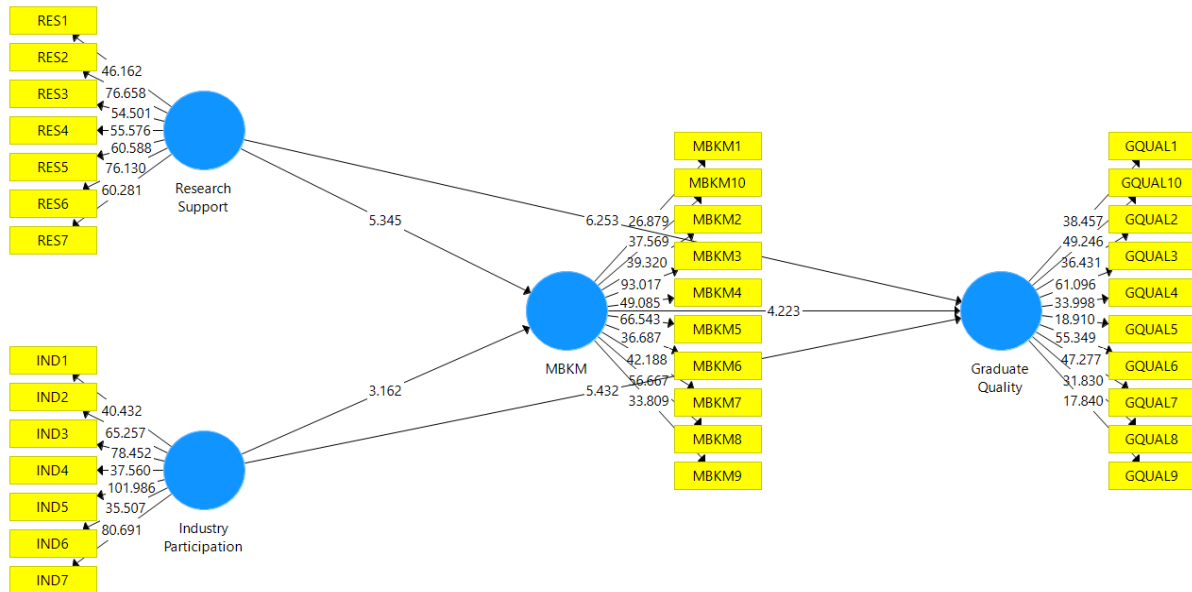 RES1
RES2
RES3
RES4
RES5
RES6
RES7
46.162
76.658
54.501
55.576
60.588
76.130
60.281
Research
Support
IND1
IND2
IND3
IND4
IND5
IND6
IND7
40.432
65.257
78.452
37.560
101.986
35.507
80.691
Industry
Participation
5.345
3.162
6.253
5.432
4.223
MBKM
26.879
37.569
39.320
93.017
49.085
66.543
36.687
42.188
56.667
33.809
MBKM1
MBKM10
MBKM2
MBKM3
MBKM4
MBKM5
MBKM6
MBKM7
MBKM8
MBKM9
Graduate
Quality
38.457
49.246
36.431
61.096
33.998
18.910
55.349
47.277
31.830
17.840
GQUAL1
GQUAL10
GQUAL2
GQUAL3
GQUAL4
GQUAL5
GQUAL6
GQUAL7
GQUAL8
GQUAL9